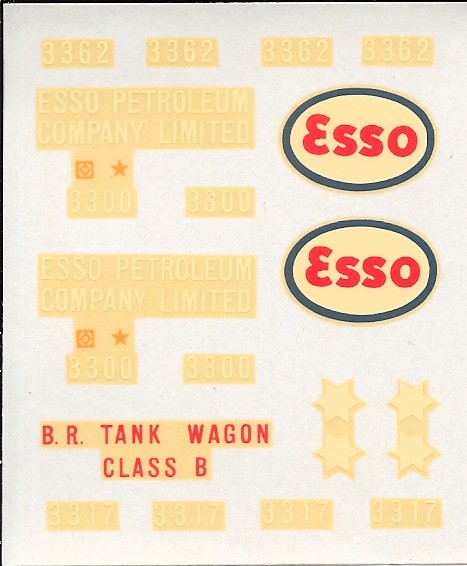 3362 3362 3362 3362
ESSO PETROLEUM
COMPANY LIMITED
Esso
3300 3300
Esso
ESSO PETROLEUM
COMPANY LIMITED
3300 3300
B.R. TANK WAGON
CLASS B
3317 3317 3317 3317